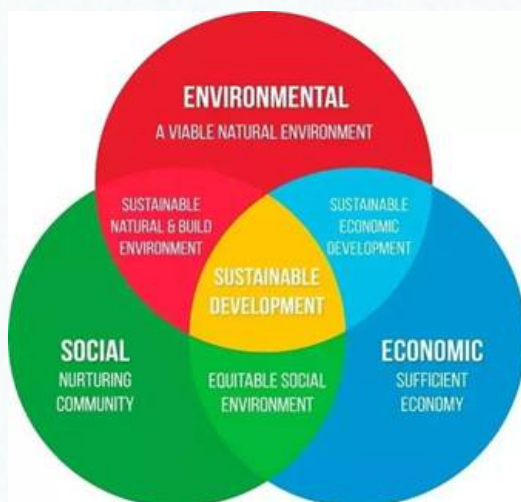 ENVIRONMENTAL
A VIABLE NATURAL ENVIRONMENT
SUSTAINABLE
NATURAL & BUILD
ENVIRONMENT
SUSTAINABLE
ECONOMIC
DEVELOPMENT
SUSTAINABLE
DEVELOPMENT
SOCIAL
NURTURING
COMMUNITY
EQUITABLE SOCIAL
ENVIRONMENT
ECONOMIC
SUFFICIENT
ECONOMY